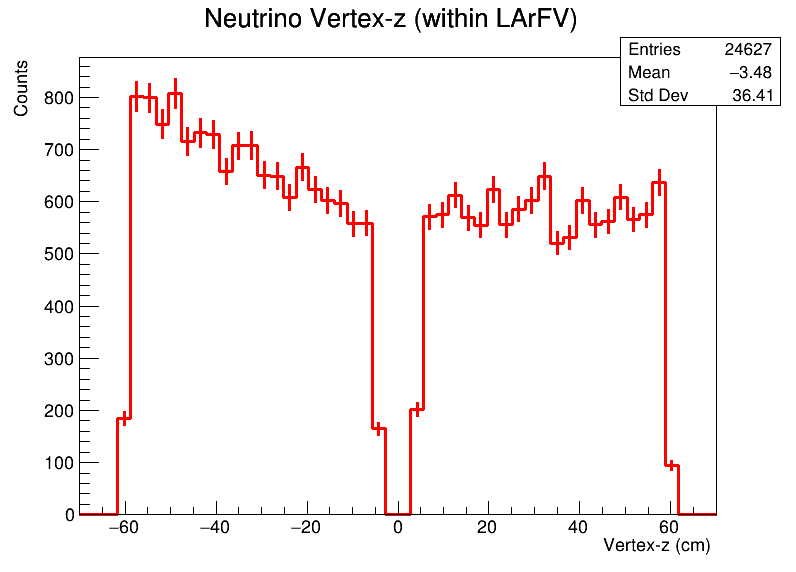 Neutrino Vertex-z (within LArFV)
Entries 24627
Mean −3.48
Std Dev 36.41
Counts
800
700
600
500
400
300
200
100
0
−60 −40 −20 0 20 40 60
Vertex-z (cm)